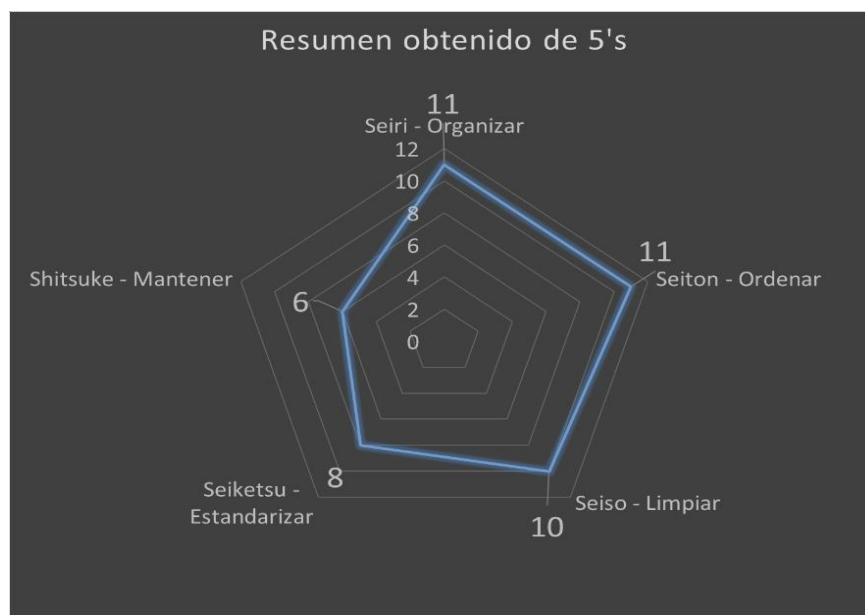 Resumen obtenido de 5's
11
Seiri - Organizar
12
10
8
6
4
2
0
11
Seiton - Ordenar
Shitsuke - Mantener
6
8
Seiketsu -
Estandarizar
Seiso - Limpiar
10